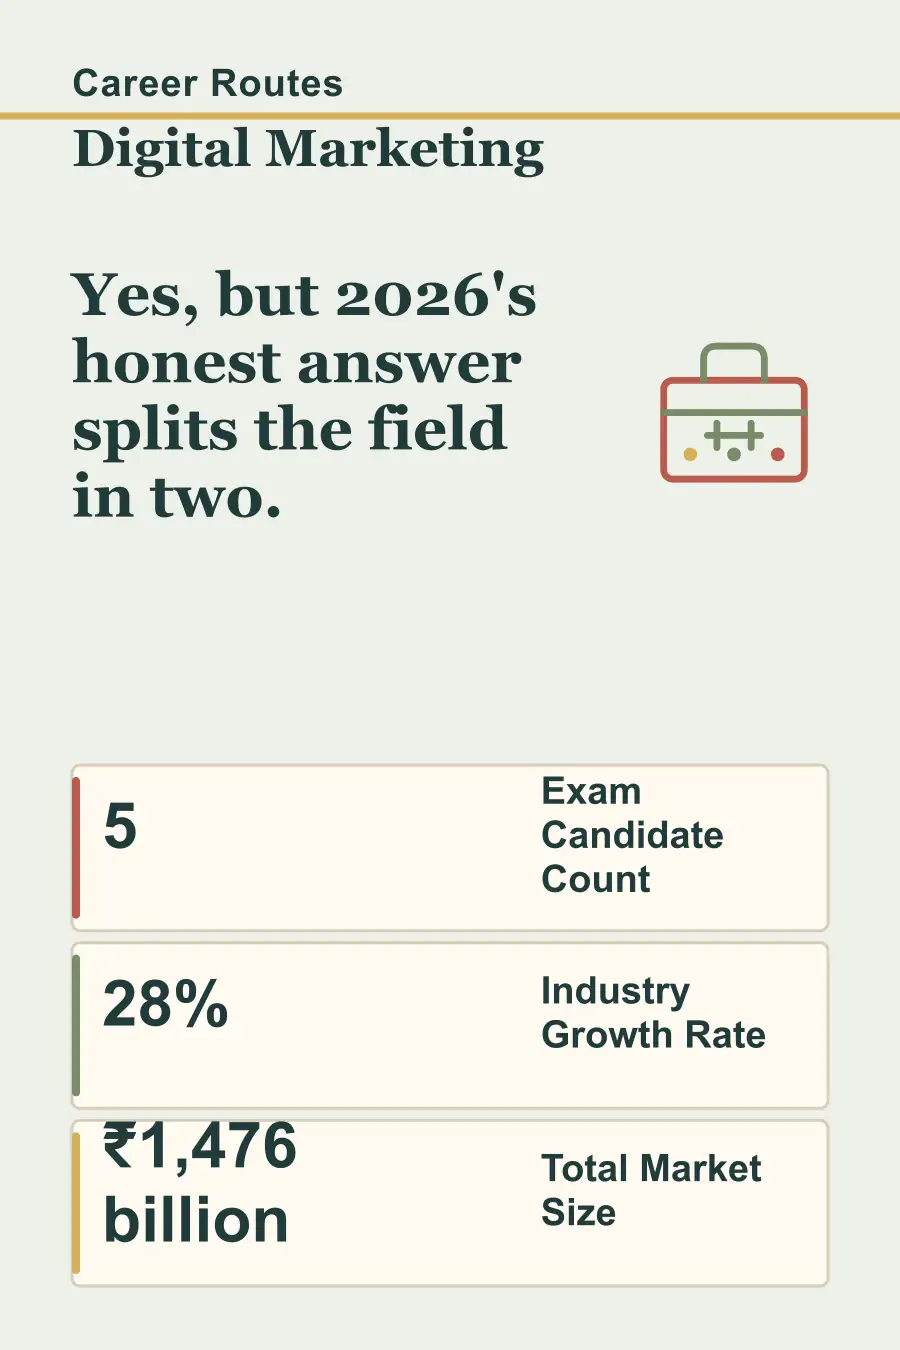 Career Routes
Digital Marketing
Yes, but 2026's
honest answer
splits the field
in two.
5
Exam
Candidate
Count
28%
Industry
Growth Rate
₹1,476
billion
Total Market
Size